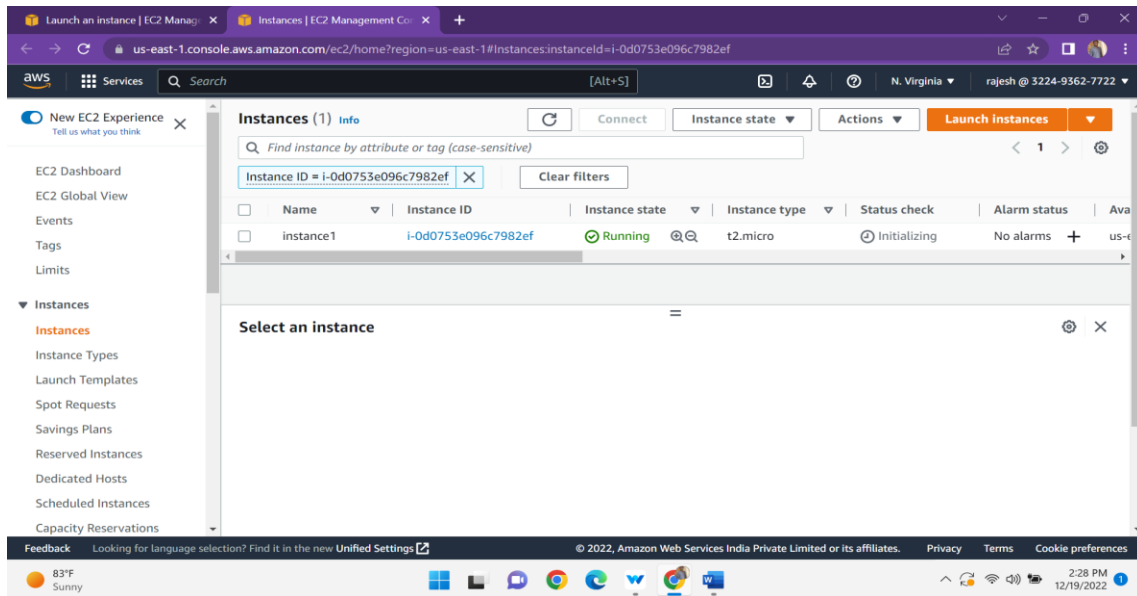 Launch an instance | EC2 Manage
Instances | EC2 Management Con
us-east-1.console.aws.amazon.com/ec2/home?region=us-east-1#Instances:instanceId=i-0d0753e096c7982ef
aws
Services
Search
[Alt+S]
N. Virginia
rajesh @ 3224-9362-7722
New EC2 Experience
Tell us what you think
EC2 Dashboard
EC2 Global View
Events
Tags
Limits
Instances
Instances
Instance Types
Launch Templates
Spot Requests
Savings Plans
Reserved Instances
Dedicated Hosts
Scheduled Instances
Capacity Reservations
Instances (1) Info
Connect
Instance state
Actions
Launch instances
Find instance by attribute or tag (case-sensitive)
1
Instance ID = i-0d0753e096c7982ef
Clear filters
Name Instance ID Instance state Instance type Status check Alarm status Ava
instance1 i-0d0753e096c7982ef Running t2.micro Initializing No alarms us-e
Select an instance
Feedback Looking for language selection? Find it in the new Unified Settings © 2022, Amazon Web Services India Private Limited or its affiliates. Privacy Terms Cookie preferences
83°F
Sunny
2:28 PM
12/19/2022
1